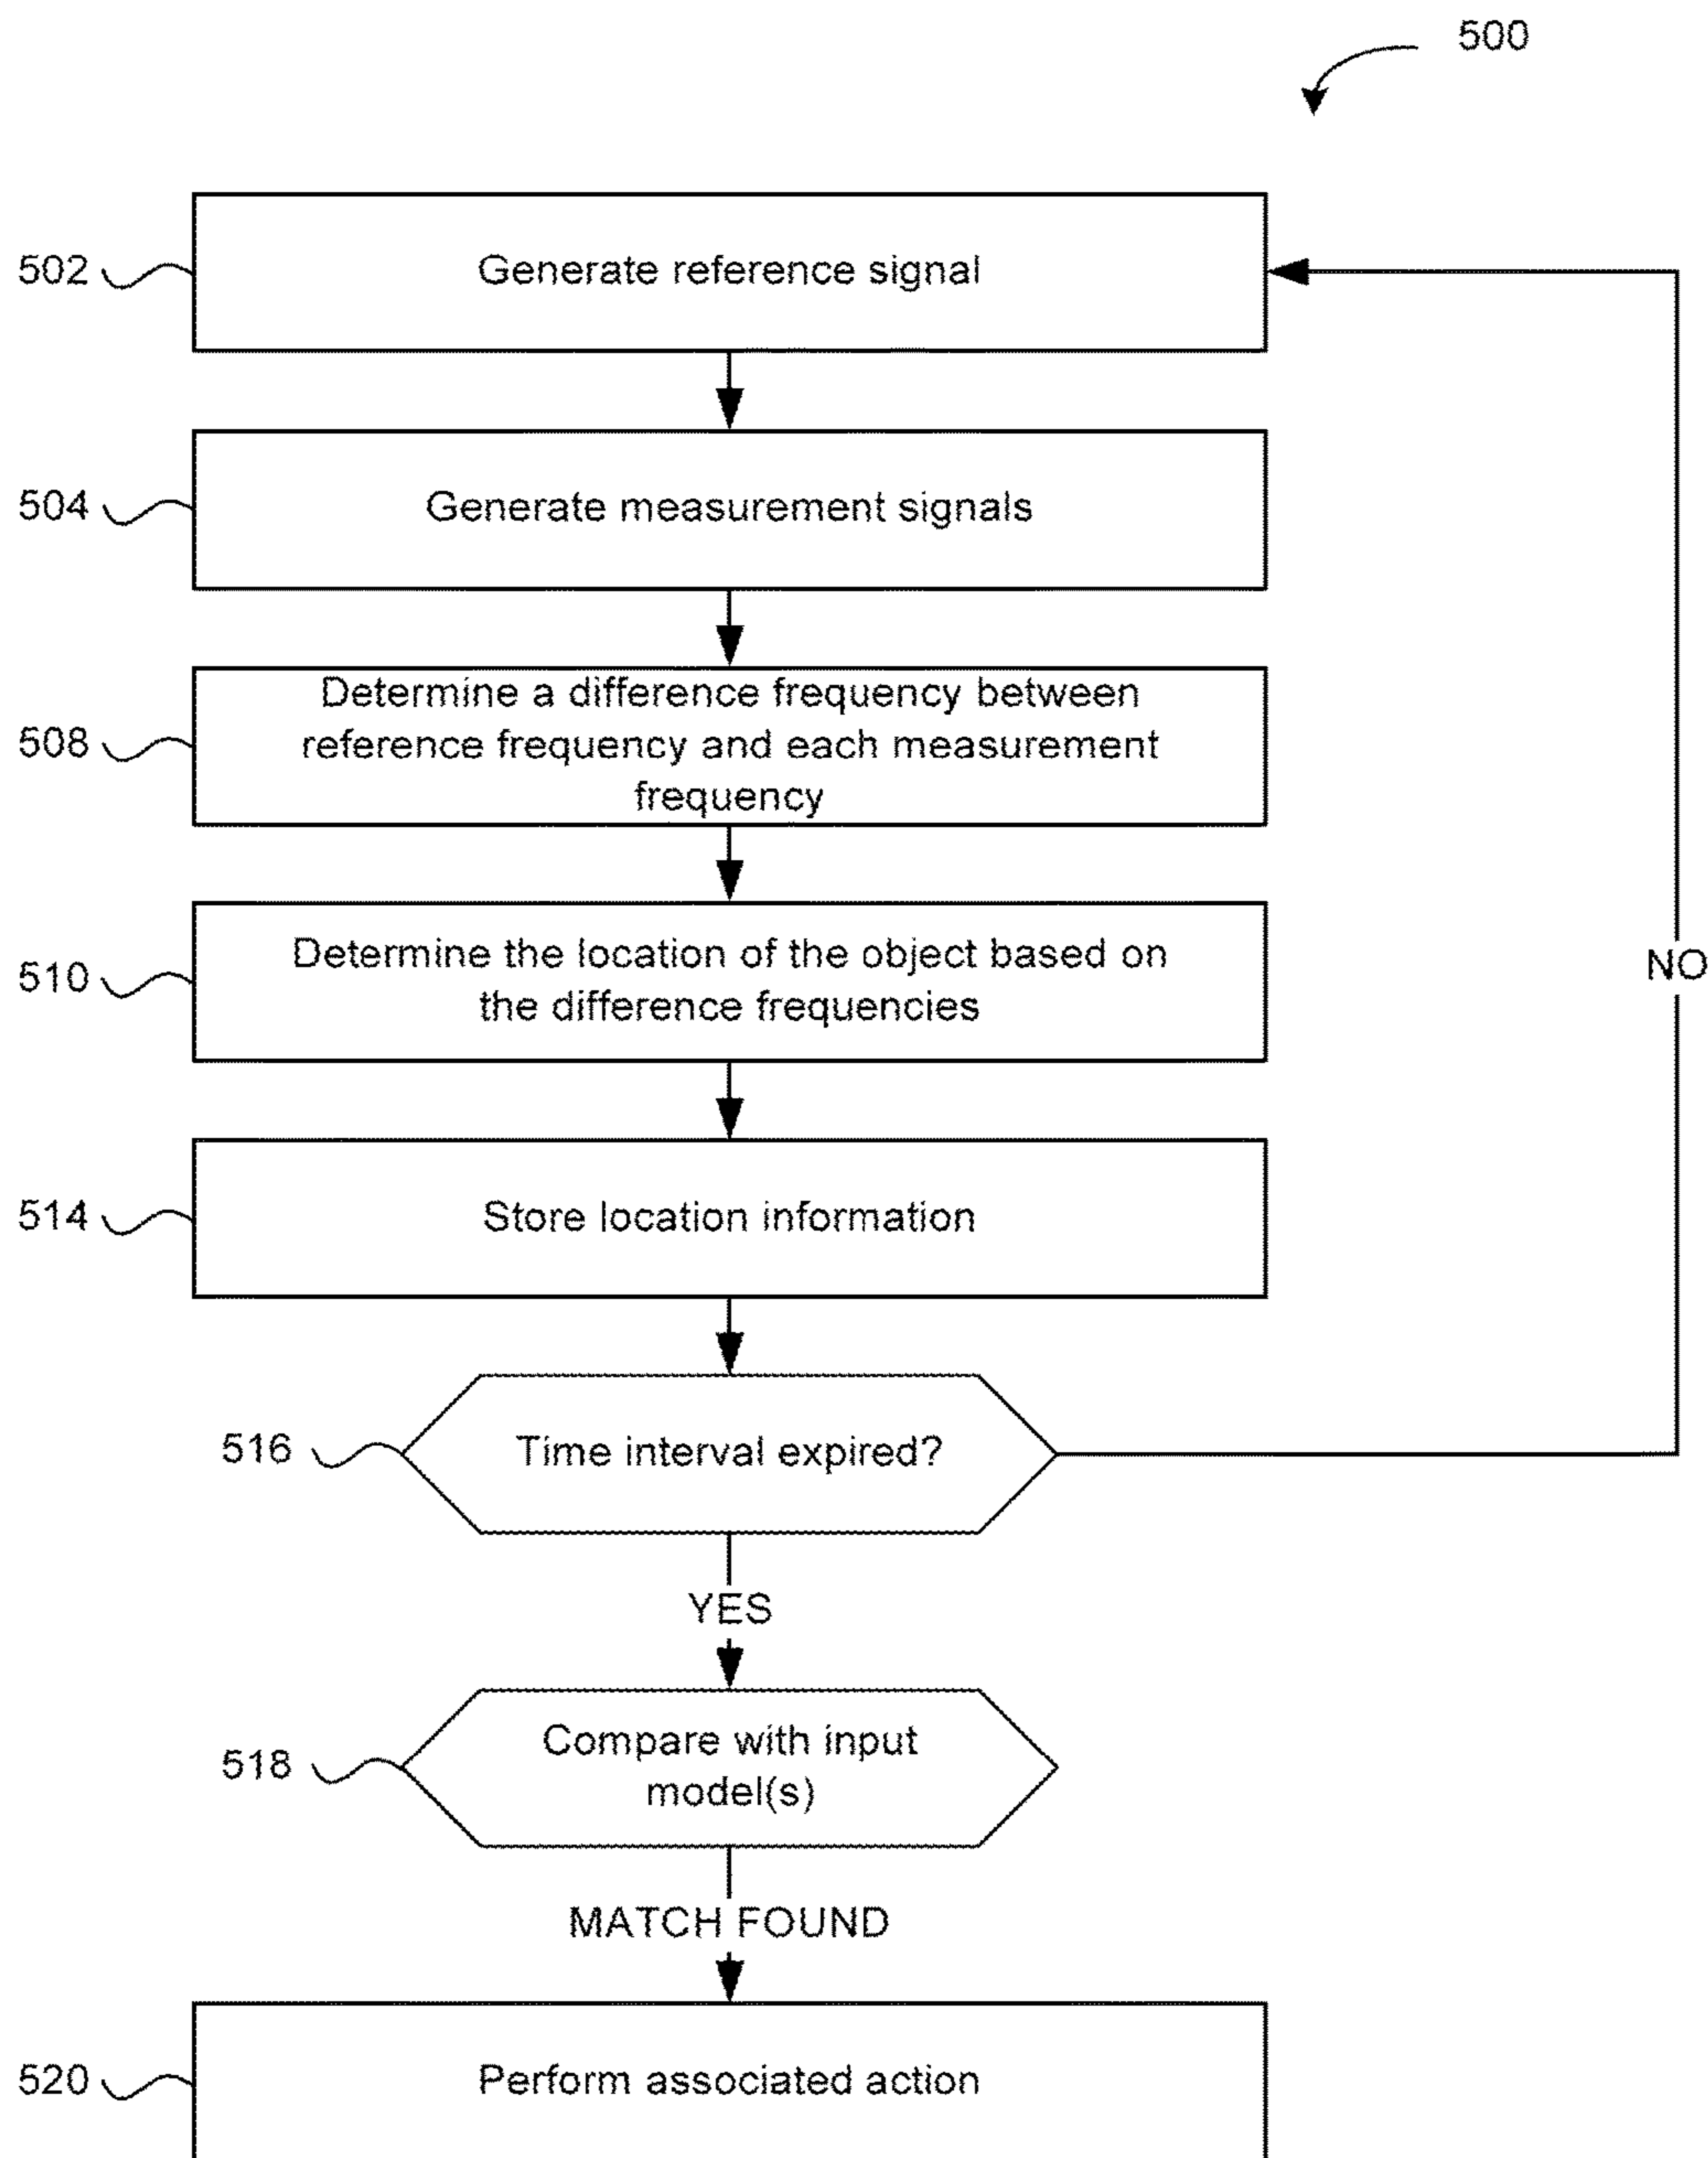 500
502
Generate reference signal
504
Generate measurement signals
508
Determine a difference frequency between
reference frequency and each measurement
frequency
510
Determine the location of the object based on
the difference frequencies
NO
514
Store location information
516
Time interval expired?
YES
518
Compare with input
model(s)
MATCH FOUND
520
Perform associated action